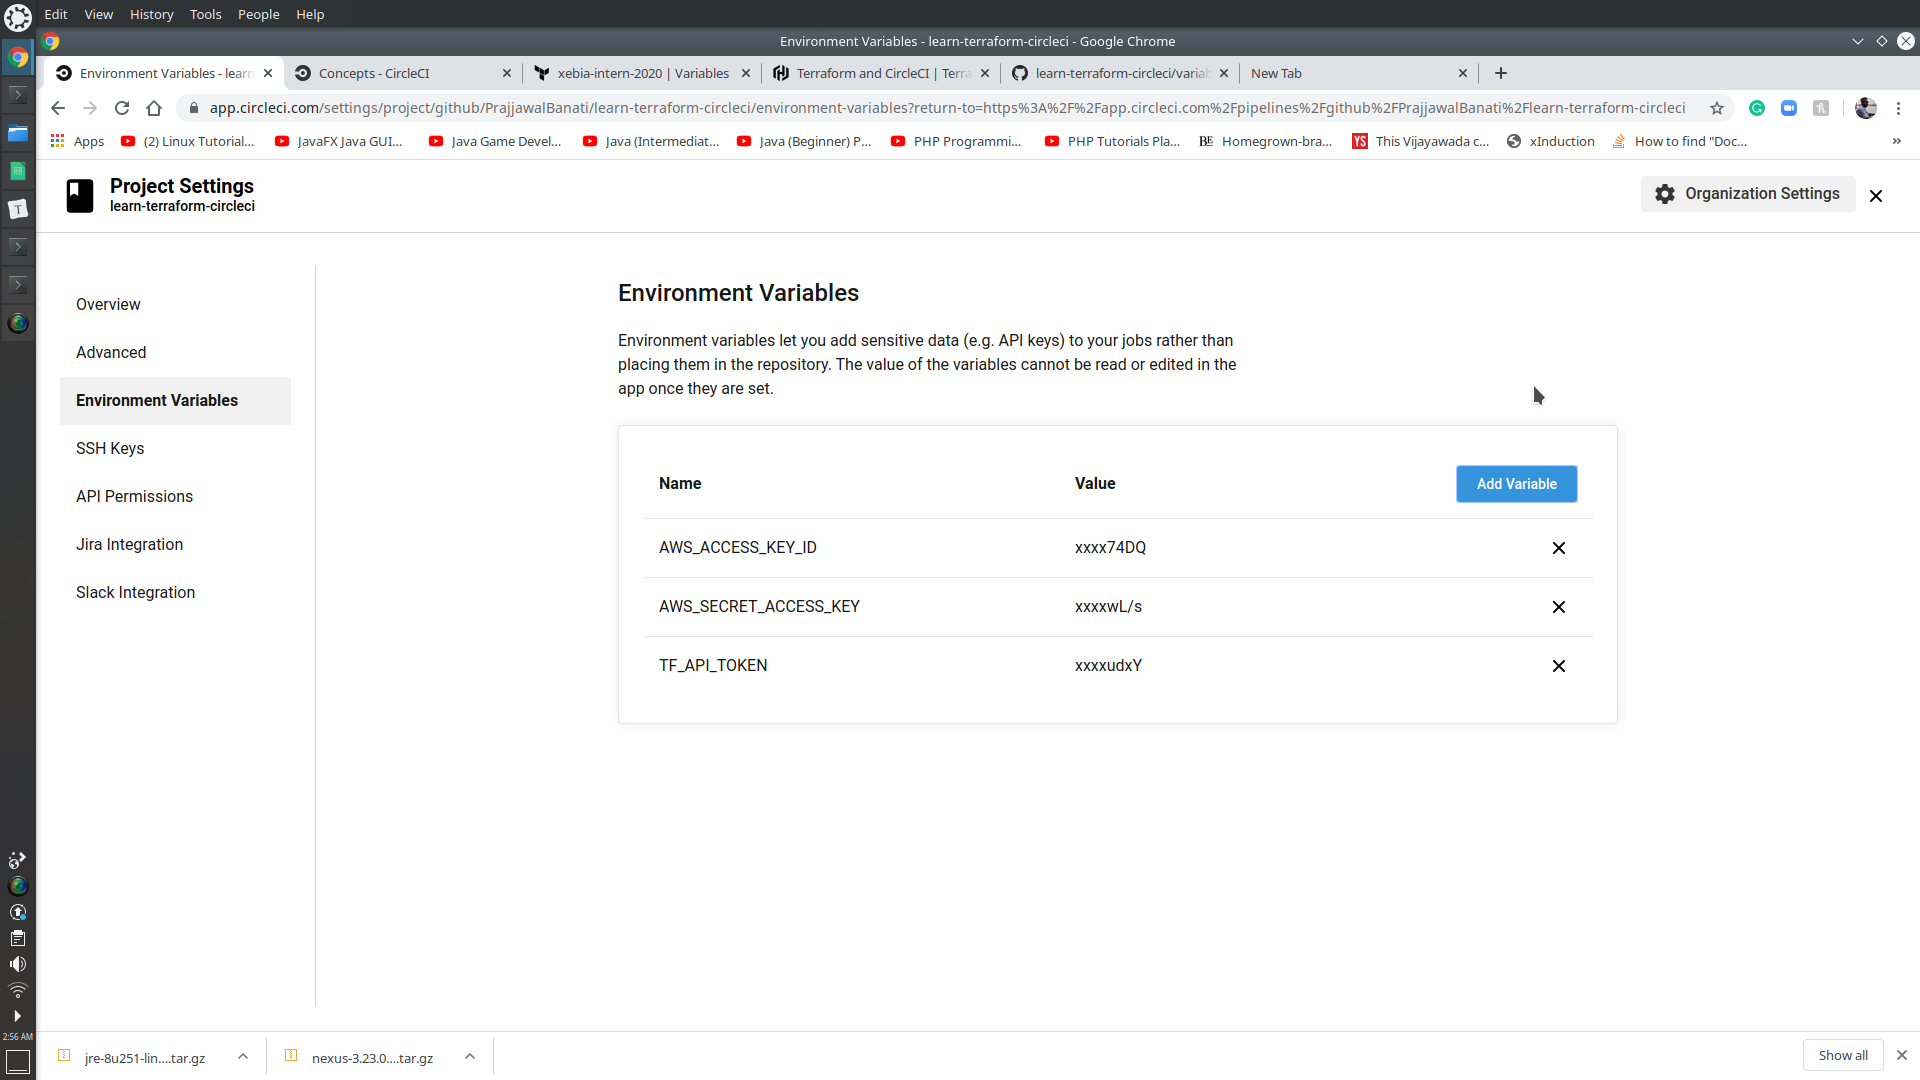 Edit View History Tools People Help
Environment Variables - learn-terraform-circleci - Google Chrome
Environment Variables - learn
Concepts - CircleCI
xebia-intern-2020 | Variables
Terraform and CircleCI | Terra
learn-terraform-circleci/variab
New Tab
app.circleci.com/settings/project/github/PrajjawalBanati/learn-terraform-circleci/environment-variables?return-to=https%3A%2F%2Fapp.circleci.com%2Fpipelines%2Fgithub%2FPrajjawalBanati%2Flearn-terraform-circleci
Apps
(2) Linux Tutorial...
JavaFX Java GUI...
Java Game Devel...
Java (Intermediat...
Java (Beginner) P...
PHP Programmi...
PHP Tutorials Pla...
BE Homegrown-bra...
YS This Vijayawada c...
xInduction
How to find "Doc...
»
Project Settings
learn-terraform-circleci
Organization Settings
Overview
Advanced
Environment Variables
SSH Keys
API Permissions
Jira Integration
Slack Integration
Environment Variables
Environment variables let you add sensitive data (e.g. API keys) to your jobs rather than
placing them in the repository. The value of the variables cannot be read or edited in the
app once they are set.
Name Value Add Variable
AWS_ACCESS_KEY_ID xxxx74DQ
AWS_SECRET_ACCESS_KEY xxxxwL/s
TF_API_TOKEN xxxxudxY
2:56 AM
jre-8u251-lin....tar.gz
nexus-3.23.0....tar.gz
Show all